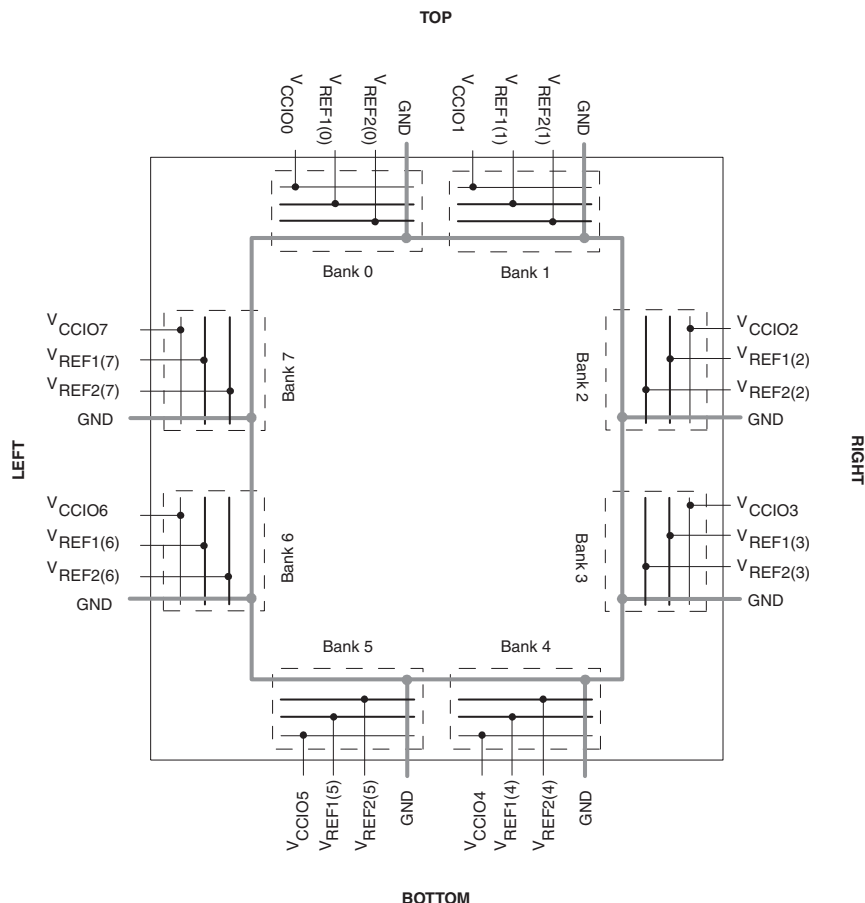 TOP
VCCIO0
VREF1(0)
VREF2(0)
GND
VCCIO1
VREF1(1)
VREF2(1)
GND
Bank 0
Bank 1
VCCIO7
VREF1(7)
VREF2(7)
GND
Bank 7
Bank 2
VCCIO2
VREF1(2)
VREF2(2)
GND
LEFT
RIGHT
VCCIO6
VREF1(6)
VREF2(6)
GND
Bank 6
Bank 3
VCCIO3
VREF1(3)
VREF2(3)
GND
Bank 5
Bank 4
VCCIO5
VREF1(5)
VREF2(5)
GND
VCCIO4
VREF1(4)
VREF2(4)
GND
BOTTOM